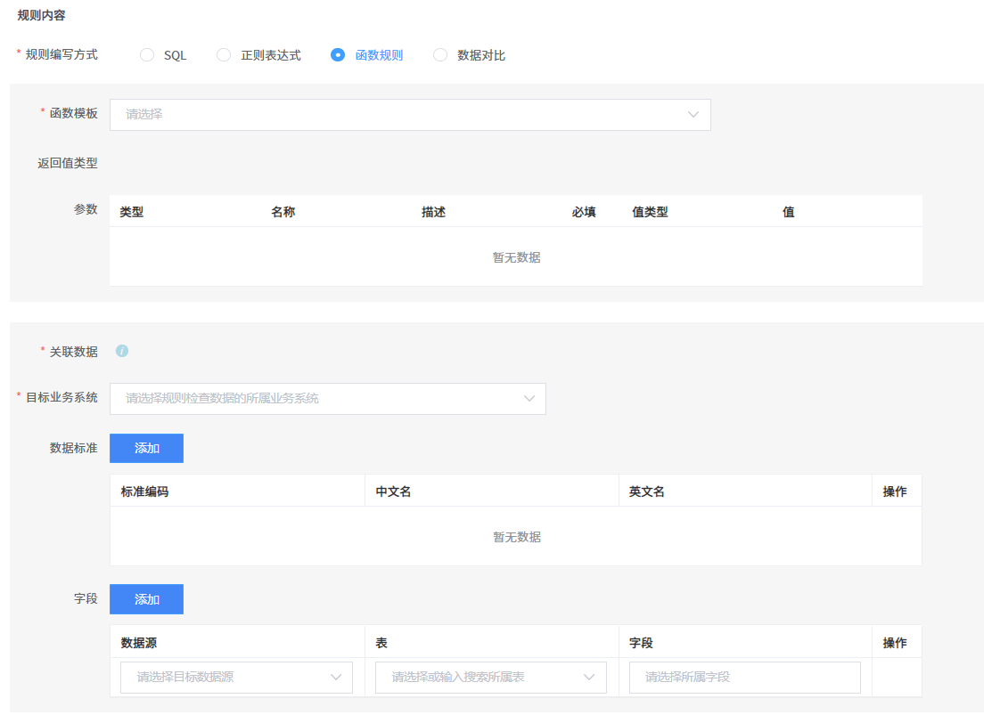 规则内容
* 规则编写方式 SQL 正则表达式 函数规则 数据对比
* 函数模板 请选择
返回值类型
参数 类型 名称 描述 必填 值类型 值
暂无数据
* 关联数据 i
* 目标业务系统 请选择规则检查数据的所属业务系统
数据标准 添加
标准编码 中文名 英文名 操作
暂无数据
字段 添加
数据源 表 字段 操作
请选择目标数据源 请选择或输入搜索所属表 请选择所属字段